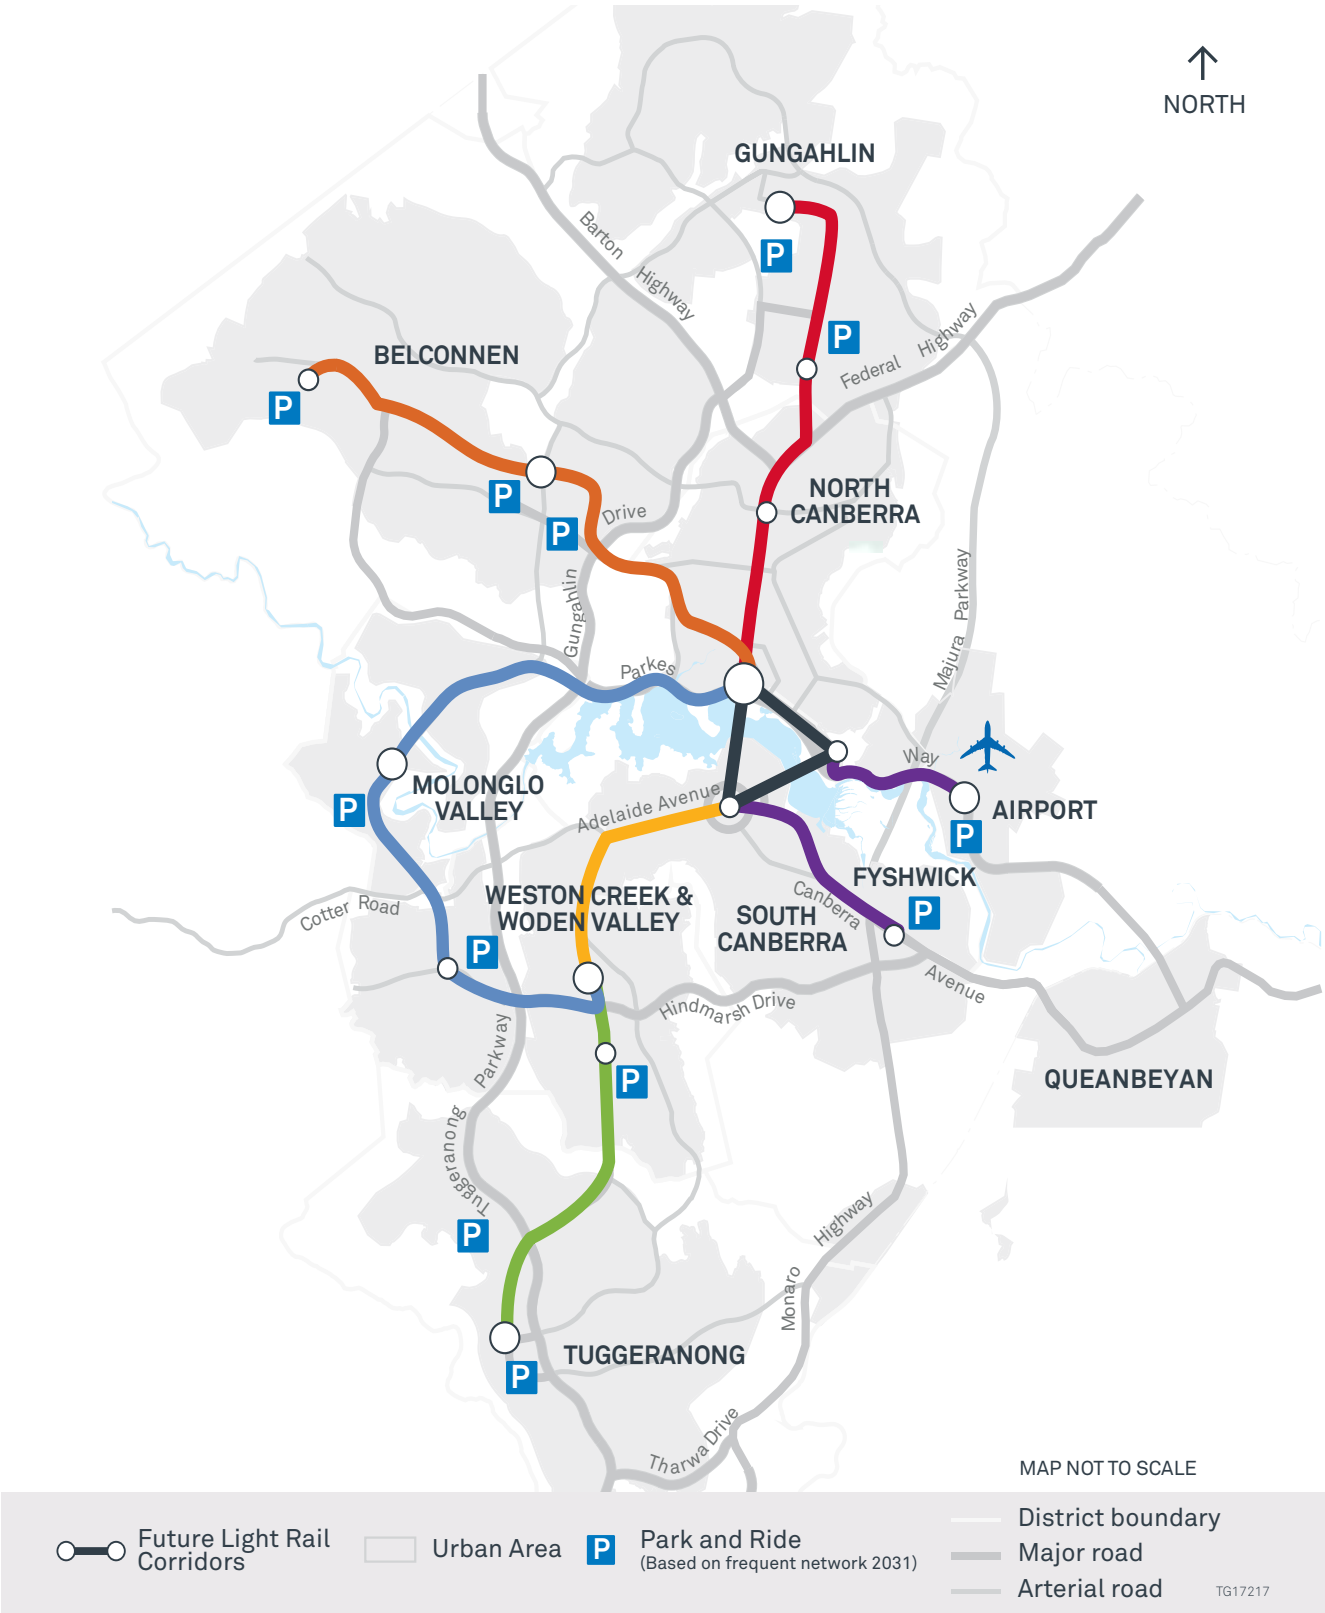 NORTH
GUNGAHLIN
P
Barton
Highway
P
Federal
Highway
BELCONNEN
P
P
P
Drive
NORTH
CANBERRA
Gungahlin
Majura Parkway
Parkes
Way
MOLONGLO
VALLEY
P
Adelaide Avenue
AIRPORT
P
FYSHWICK
P
WESTON CREEK &
WODEN VALLEY
Canberra
SOUTH
CANBERRA
Cotter Road
P
Avenue
Hindmarsh Drive
Parkway
P
QUEANBEYAN
Tuggeranong
P
Highway
Monaro
TUGGERANONG
P
Tharwa Drive
MAP NOT TO SCALE
Future Light Rail
Corridors
Urban Area
P
Park and Ride
(Based on frequent network 2031)
District boundary
Major road
Arterial road
TG17217